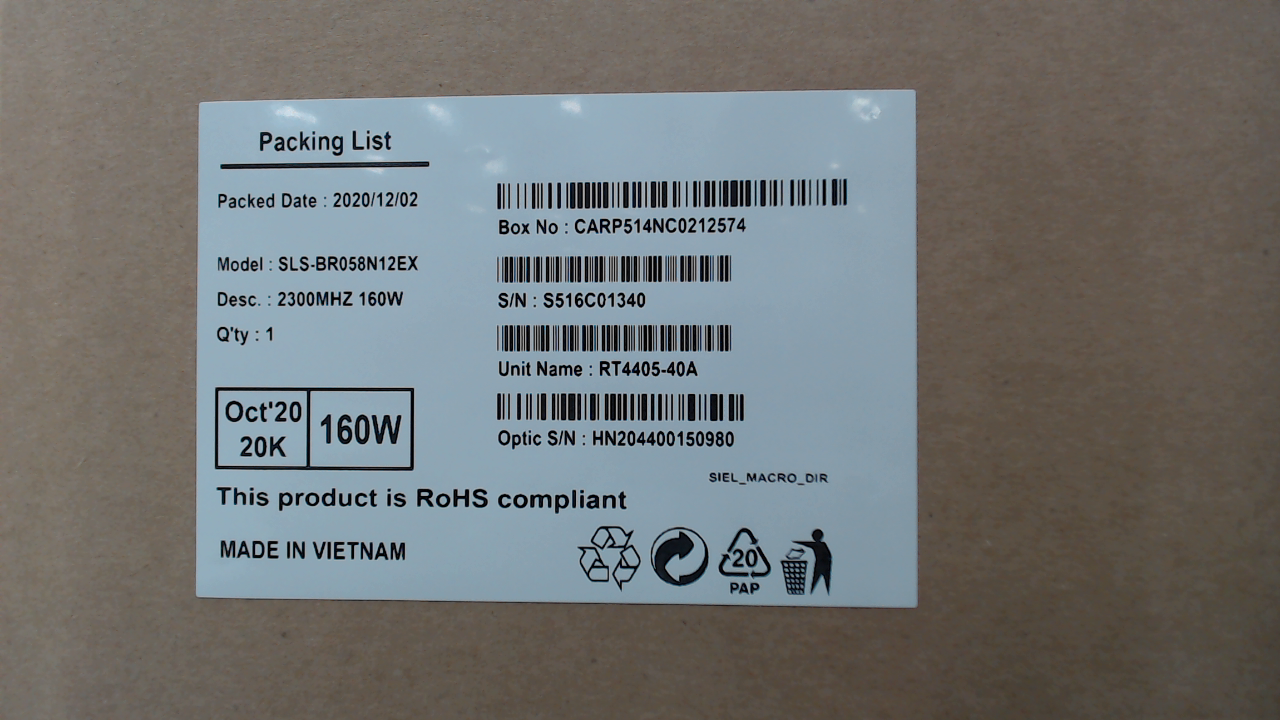 Packing List
Packed Date : 2020/12/02
Model : SLS-BR058N12EX
Desc. : 2300MHZ 160W
Q'ty : 1
Oct'20
20K
160W
This product is RoHS compliant
MADE IN VIETNAM
Box No : CARP514NC0212574
S/N : S516C01340
Unit Name : RT4405-40A
Optic S/N : HN204400150980
SIEL_MACRO_DIR
20
PAP